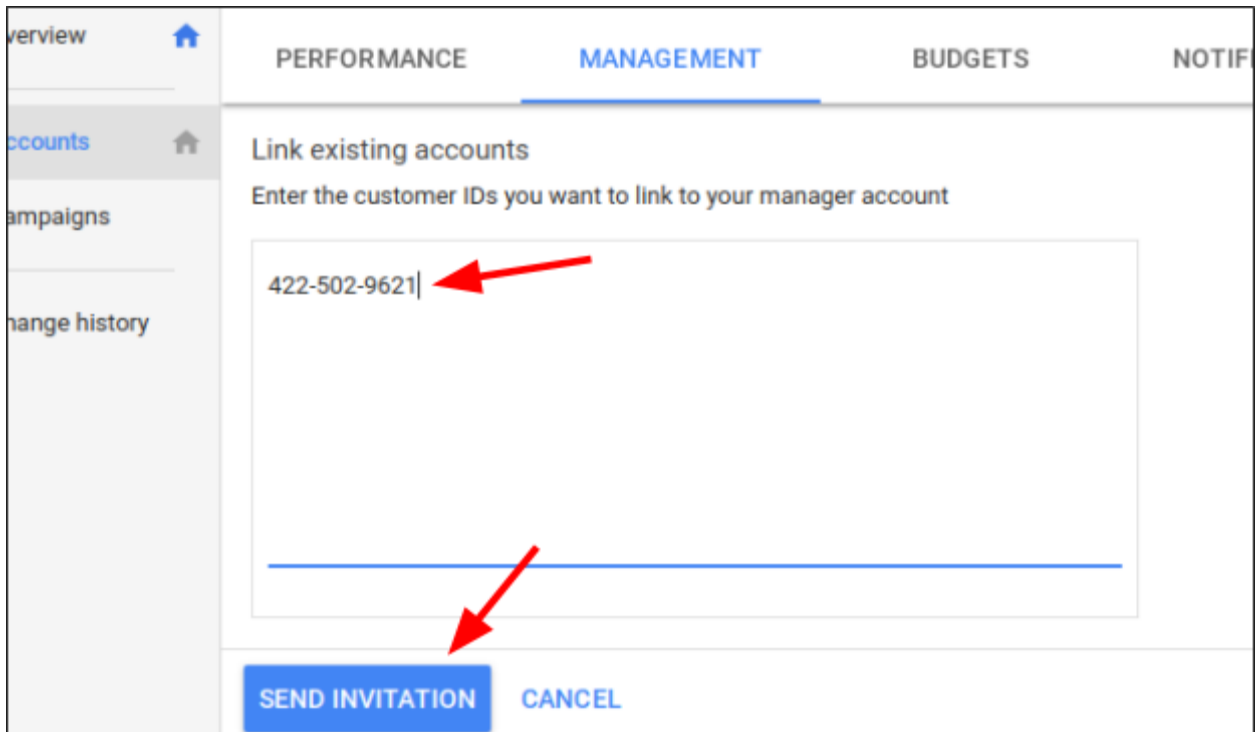 verview
PERFORMANCE MANAGEMENT BUDGETS NOTIFI
ccounts
Link existing accounts
Enter the customer IDs you want to link to your manager account
ampaigns
422-502-9621
hange history
SEND INVITATION CANCEL